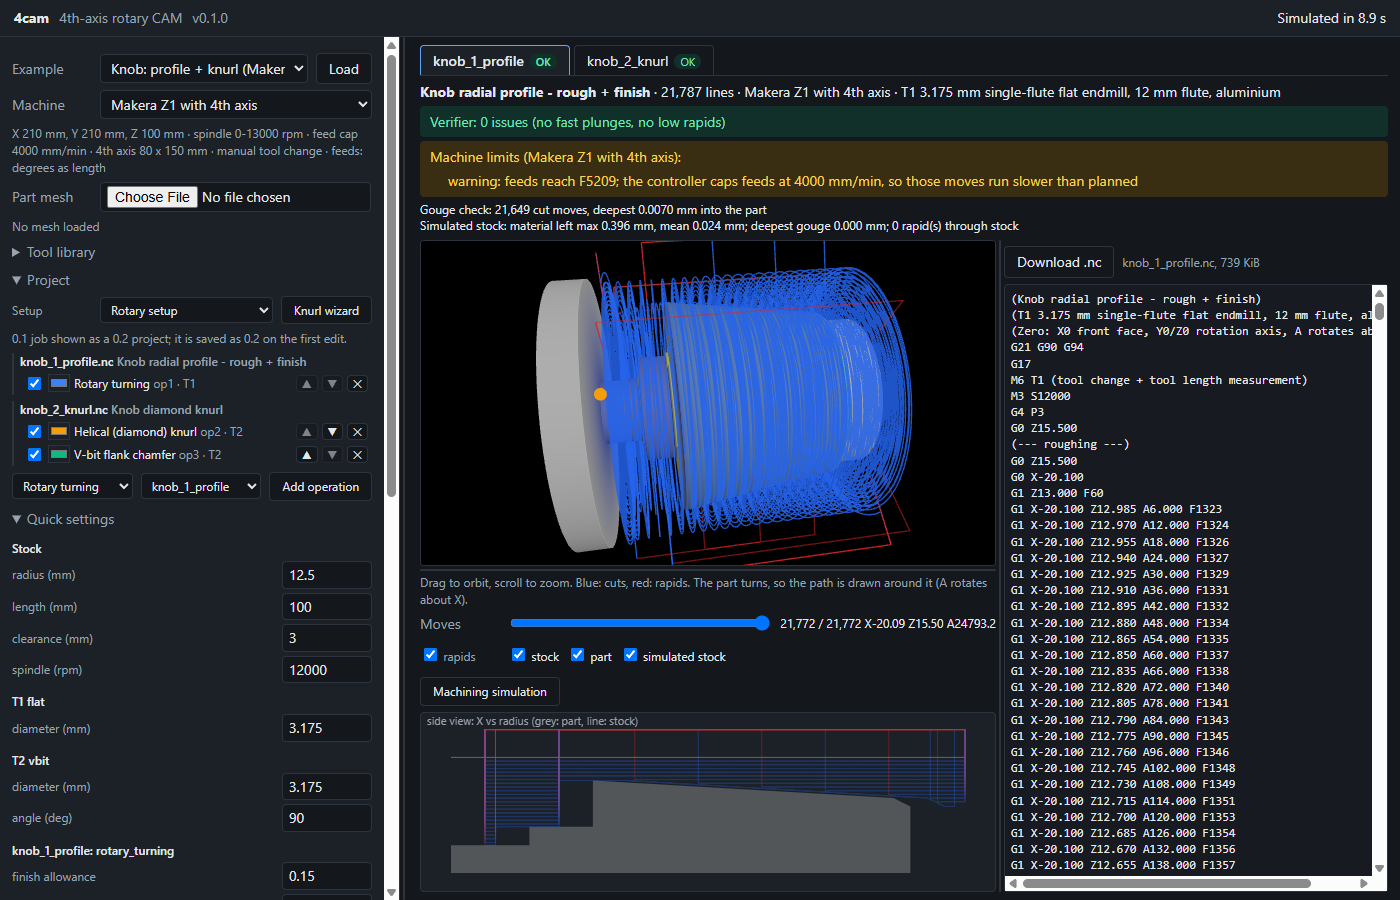 4cam 4th-axis rotary CAM v0.1.0
Simulated in 8.9 s
Example
Knob: profile + knurl (Maker
Load
Machine
Makera Z1 with 4th axis
X 210 mm, Y 210 mm, Z 100 mm · spindle 0-13000 rpm · feed cap
4000 mm/min · 4th axis 80 x 150 mm · manual tool change · feeds:
degrees as length
Part mesh
Choose File No file chosen
No mesh loaded
Tool library
Project
Setup
Rotary setup
Knurl wizard
0.1 job shown as a 0.2 project; it is saved as 0.2 on the first edit.
knob_1_profile.nc Knob radial profile - rough + finish
Rotary turning op1 · T1
knob_2_knurl.nc Knob diamond knurl
Helical (diamond) knurl op2 · T2
V-bit flank chamfer op3 · T2
Rotary turning
knob_1_profile
Add operation
Quick settings
Stock
radius (mm) 12.5
length (mm) 100
clearance (mm) 3
spindle (rpm) 12000
T1 flat
diameter (mm) 3.175
T2 vbit
diameter (mm) 3.175
angle (deg) 90
knob_1_profile: rotary_turning
finish allowance 0.15
knob_1_profile OK
knob_2_knurl OK
Knob radial profile - rough + finish · 21,787 lines · Makera Z1 with 4th axis · T1 3.175 mm single-flute flat endmill, 12 mm flute, aluminium
Verifier: 0 issues (no fast plunges, no low rapids)
Machine limits (Makera Z1 with 4th axis):
warning: feeds reach F5209; the controller caps feeds at 4000 mm/min, so those moves run slower than planned
Gouge check: 21,649 cut moves, deepest 0.0070 mm into the part
Simulated stock: material left max 0.396 mm, mean 0.024 mm; deepest gouge 0.000 mm; 0 rapid(s) through stock
Drag to orbit, scroll to zoom. Blue: cuts, red: rapids. The part turns, so the path is drawn around it (A rotates
about X).
Moves
21,772 / 21,772 X-20.09 Z15.50 A24793.2
rapids
stock
part
simulated stock
Machining simulation
side view: X vs radius (grey: part, line: stock)
Download .nc
knob_1_profile.nc, 739 KiB
(Knob radial profile - rough + finish)
(T1 3.175 mm single-flute flat endmill, 12 mm flute, al
(Zero: X0 front face, Y0/Z0 rotation axis, A rotates ab
G21 G90 G94
G17
M6 T1 (tool change + tool length measurement)
M3 S12000
G4 P3
G0 Z15.500
(--- roughing ---)
G0 Z15.500
G0 X-20.100
G1 Z13.000 F60
G1 X-20.100 Z12.985 A6.000 F1323
G1 X-20.100 Z12.970 A12.000 F1324
G1 X-20.100 Z12.955 A18.000 F1326
G1 X-20.100 Z12.940 A24.000 F1327
G1 X-20.100 Z12.925 A30.000 F1329
G1 X-20.100 Z12.910 A36.000 F1331
G1 X-20.100 Z12.895 A42.000 F1332
G1 X-20.100 Z12.880 A48.000 F1334
G1 X-20.100 Z12.865 A54.000 F1335
G1 X-20.100 Z12.850 A60.000 F1337
G1 X-20.100 Z12.835 A66.000 F1338
G1 X-20.100 Z12.820 A72.000 F1340
G1 X-20.100 Z12.805 A78.000 F1341
G1 X-20.100 Z12.790 A84.000 F1343
G1 X-20.100 Z12.775 A90.000 F1345
G1 X-20.100 Z12.760 A96.000 F1346
G1 X-20.100 Z12.745 A102.000 F1348
G1 X-20.100 Z12.730 A108.000 F1349
G1 X-20.100 Z12.715 A114.000 F1351
G1 X-20.100 Z12.700 A120.000 F1353
G1 X-20.100 Z12.685 A126.000 F1354
G1 X-20.100 Z12.670 A132.000 F1356
G1 X-20.100 Z12.655 A138.000 F1357